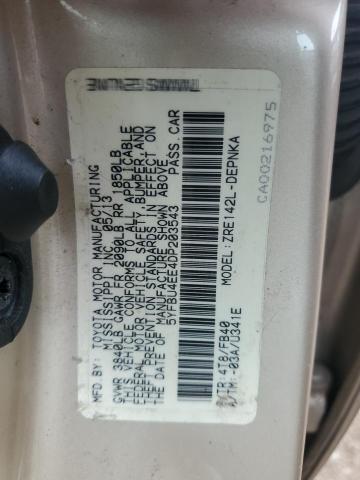 TOYOTA MOTOR MANUFACTURING
MISSISSIPPI INC. 05/13
GVWR 3840LB GAWR FR 2090LB RR 1850LB
THIS VEHICLE CONFORMS TO ALL APPLICABLE
FEDERAL MOTOR VEHICLE SAFETY, BUMPER, AND
THEFT PREVENTION STANDARDS IN EFFECT ON
THE DATE OF MANUFACTURE SHOWN ABOVE.
5YFBU4EE4DP203543 PASS.CAR
CA00216975
MODEL:ZRE142L-DEPNKA
C/TR:4T8/FB40
A/TM:-03A/U341E